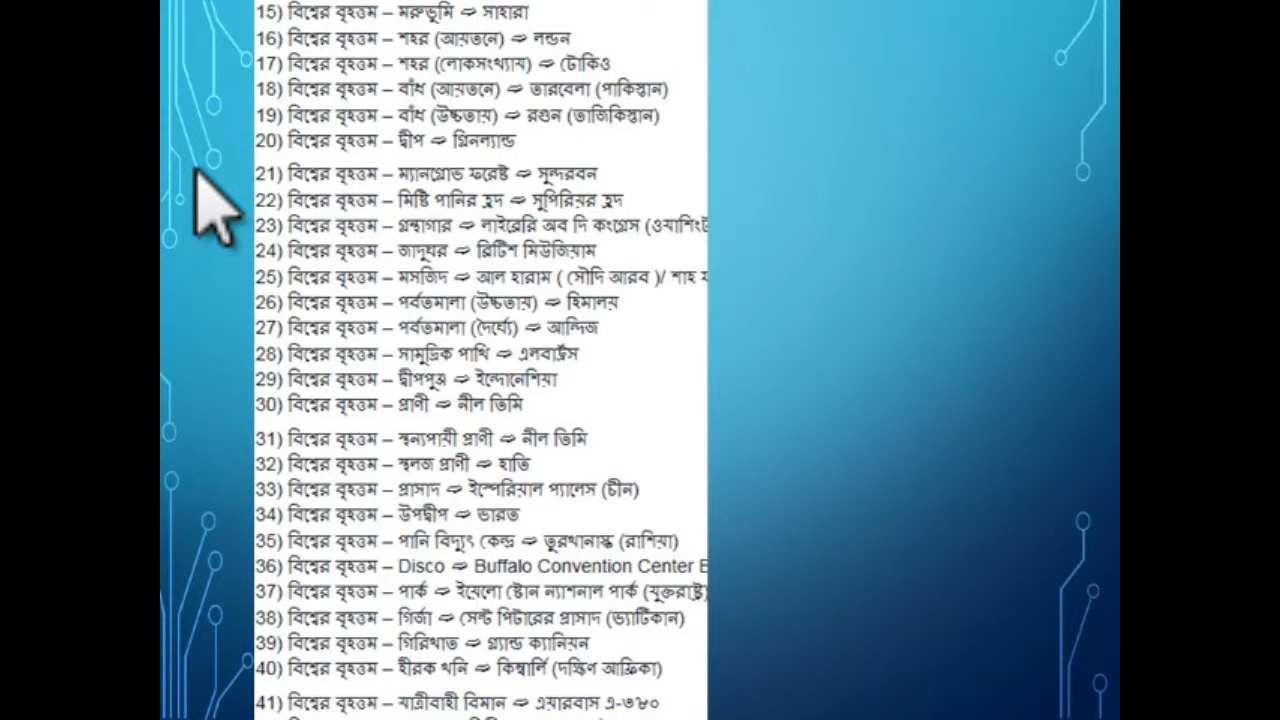 15) বিশ্বের বৃহত্তম – মরুভূমি ➫ সাহারা
16) বিশ্বের বৃহত্তম – শহর (আয়তনে) ➫ লন্ডন
17) বিশ্বের বৃহত্তম – শহর (লোকসংখ্যায়) ➫ টোকিও
18) বিশ্বের বৃহত্তম – বাঁধ (আয়তনে) ➫ তারবেলা (পাকিস্তান)
19) বিশ্বের বৃহত্তম – বাঁধ (উচ্চতায়) ➫ রগুন (তাজিকিস্তান)
20) বিশ্বের বৃহত্তম – দ্বীপ ➫ গ্রিনল্যান্ড
21) বিশ্বের বৃহত্তম – ম্যানগ্রোভ ফরেষ্ট ➫ সুন্দরবন
22) বিশ্বের বৃহত্তম – মিষ্টি পানির হ্রদ ➫ সুপিরিয়র হ্রদ
23) বিশ্বের বৃহত্তম – গ্রন্থাগার ➫ লাইব্রেরি অব দি কংগ্রেস (ওয়াশিংট
24) বিশ্বের বৃহত্তম – জাদুঘর ➫ ব্রিটিশ মিউজিয়াম
25) বিশ্বের বৃহত্তম – মসজিদ ➫ আল হারাম ( সৌদি আরব )/ শাহ
26) বিশ্বের বৃহত্তম – পর্বতমালা (উচ্চতায়) ➫ হিমালয়
27) বিশ্বের বৃহত্তম – পর্বতমালা (দৈর্ঘ্যে) ➫ আন্দিজ
28) বিশ্বের বৃহত্তম – সামুদ্রিক পাখি ➫ এলবার্ট্রস
29) বিশ্বের বৃহত্তম – দ্বীপপুঞ্জ ➫ ইন্দোনেশিয়া
30) বিশ্বের বৃহত্তম – প্রাণী ➫ নীল তিমি
31) বিশ্বের বৃহত্তম – স্তন্যপায়ী প্রাণী ➫ নীল তিমি
32) বিশ্বের বৃহত্তম – স্থলজ প্রাণী ➫ হাতি
33) বিশ্বের বৃহত্তম – প্রাসাদ ➫ ইম্পেরিয়াল প্যালেস (চীন)
34) বিশ্বের বৃহত্তম – উপদ্বীপ ➫ ভারত
35) বিশ্বের বৃহত্তম – পানি বিদ্যুৎ কেন্দ্র ➫ তুরখানাস্ক (রাশিয়া)
36) বিশ্বের বৃহত্তম – Disco ➫ Buffalo Convention Center
37) বিশ্বের বৃহত্তম – পার্ক ➫ ইয়েলো ষ্টোন ন্যাশনাল পার্ক (যুক্তরাষ্ট্র)
38) বিশ্বের বৃহত্তম – গির্জা ➫ সেন্ট পিটারের প্রাসাদ (ভ্যাটিকান)
39) বিশ্বের বৃহত্তম – গিরিখাত ➫ গ্র্যান্ড ক্যানিয়ন
40) বিশ্বের বৃহত্তম – হীরক খনি ➫ কিম্বার্লি (দক্ষিণ আফ্রিকা)
41) বিশ্বের বৃহত্তম – যাত্রীবাহী বিমান ➫ এয়ারবাস এ-৩৮০